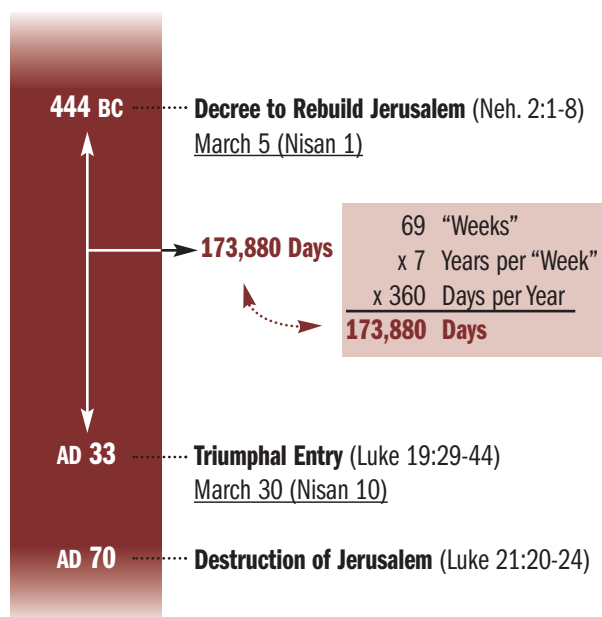 444 BC Decree to Rebuild Jerusalem (Neh. 2:1-8)
March 5 (Nisan 1)
173,880 Days
69 “Weeks”
x 7 Years per “Week”
x 360 Days per Year
173,880 Days
AD 33 Triumphal Entry (Luke 19:29-44)
March 30 (Nisan 10)
AD 70 Destruction of Jerusalem (Luke 21:20-24)